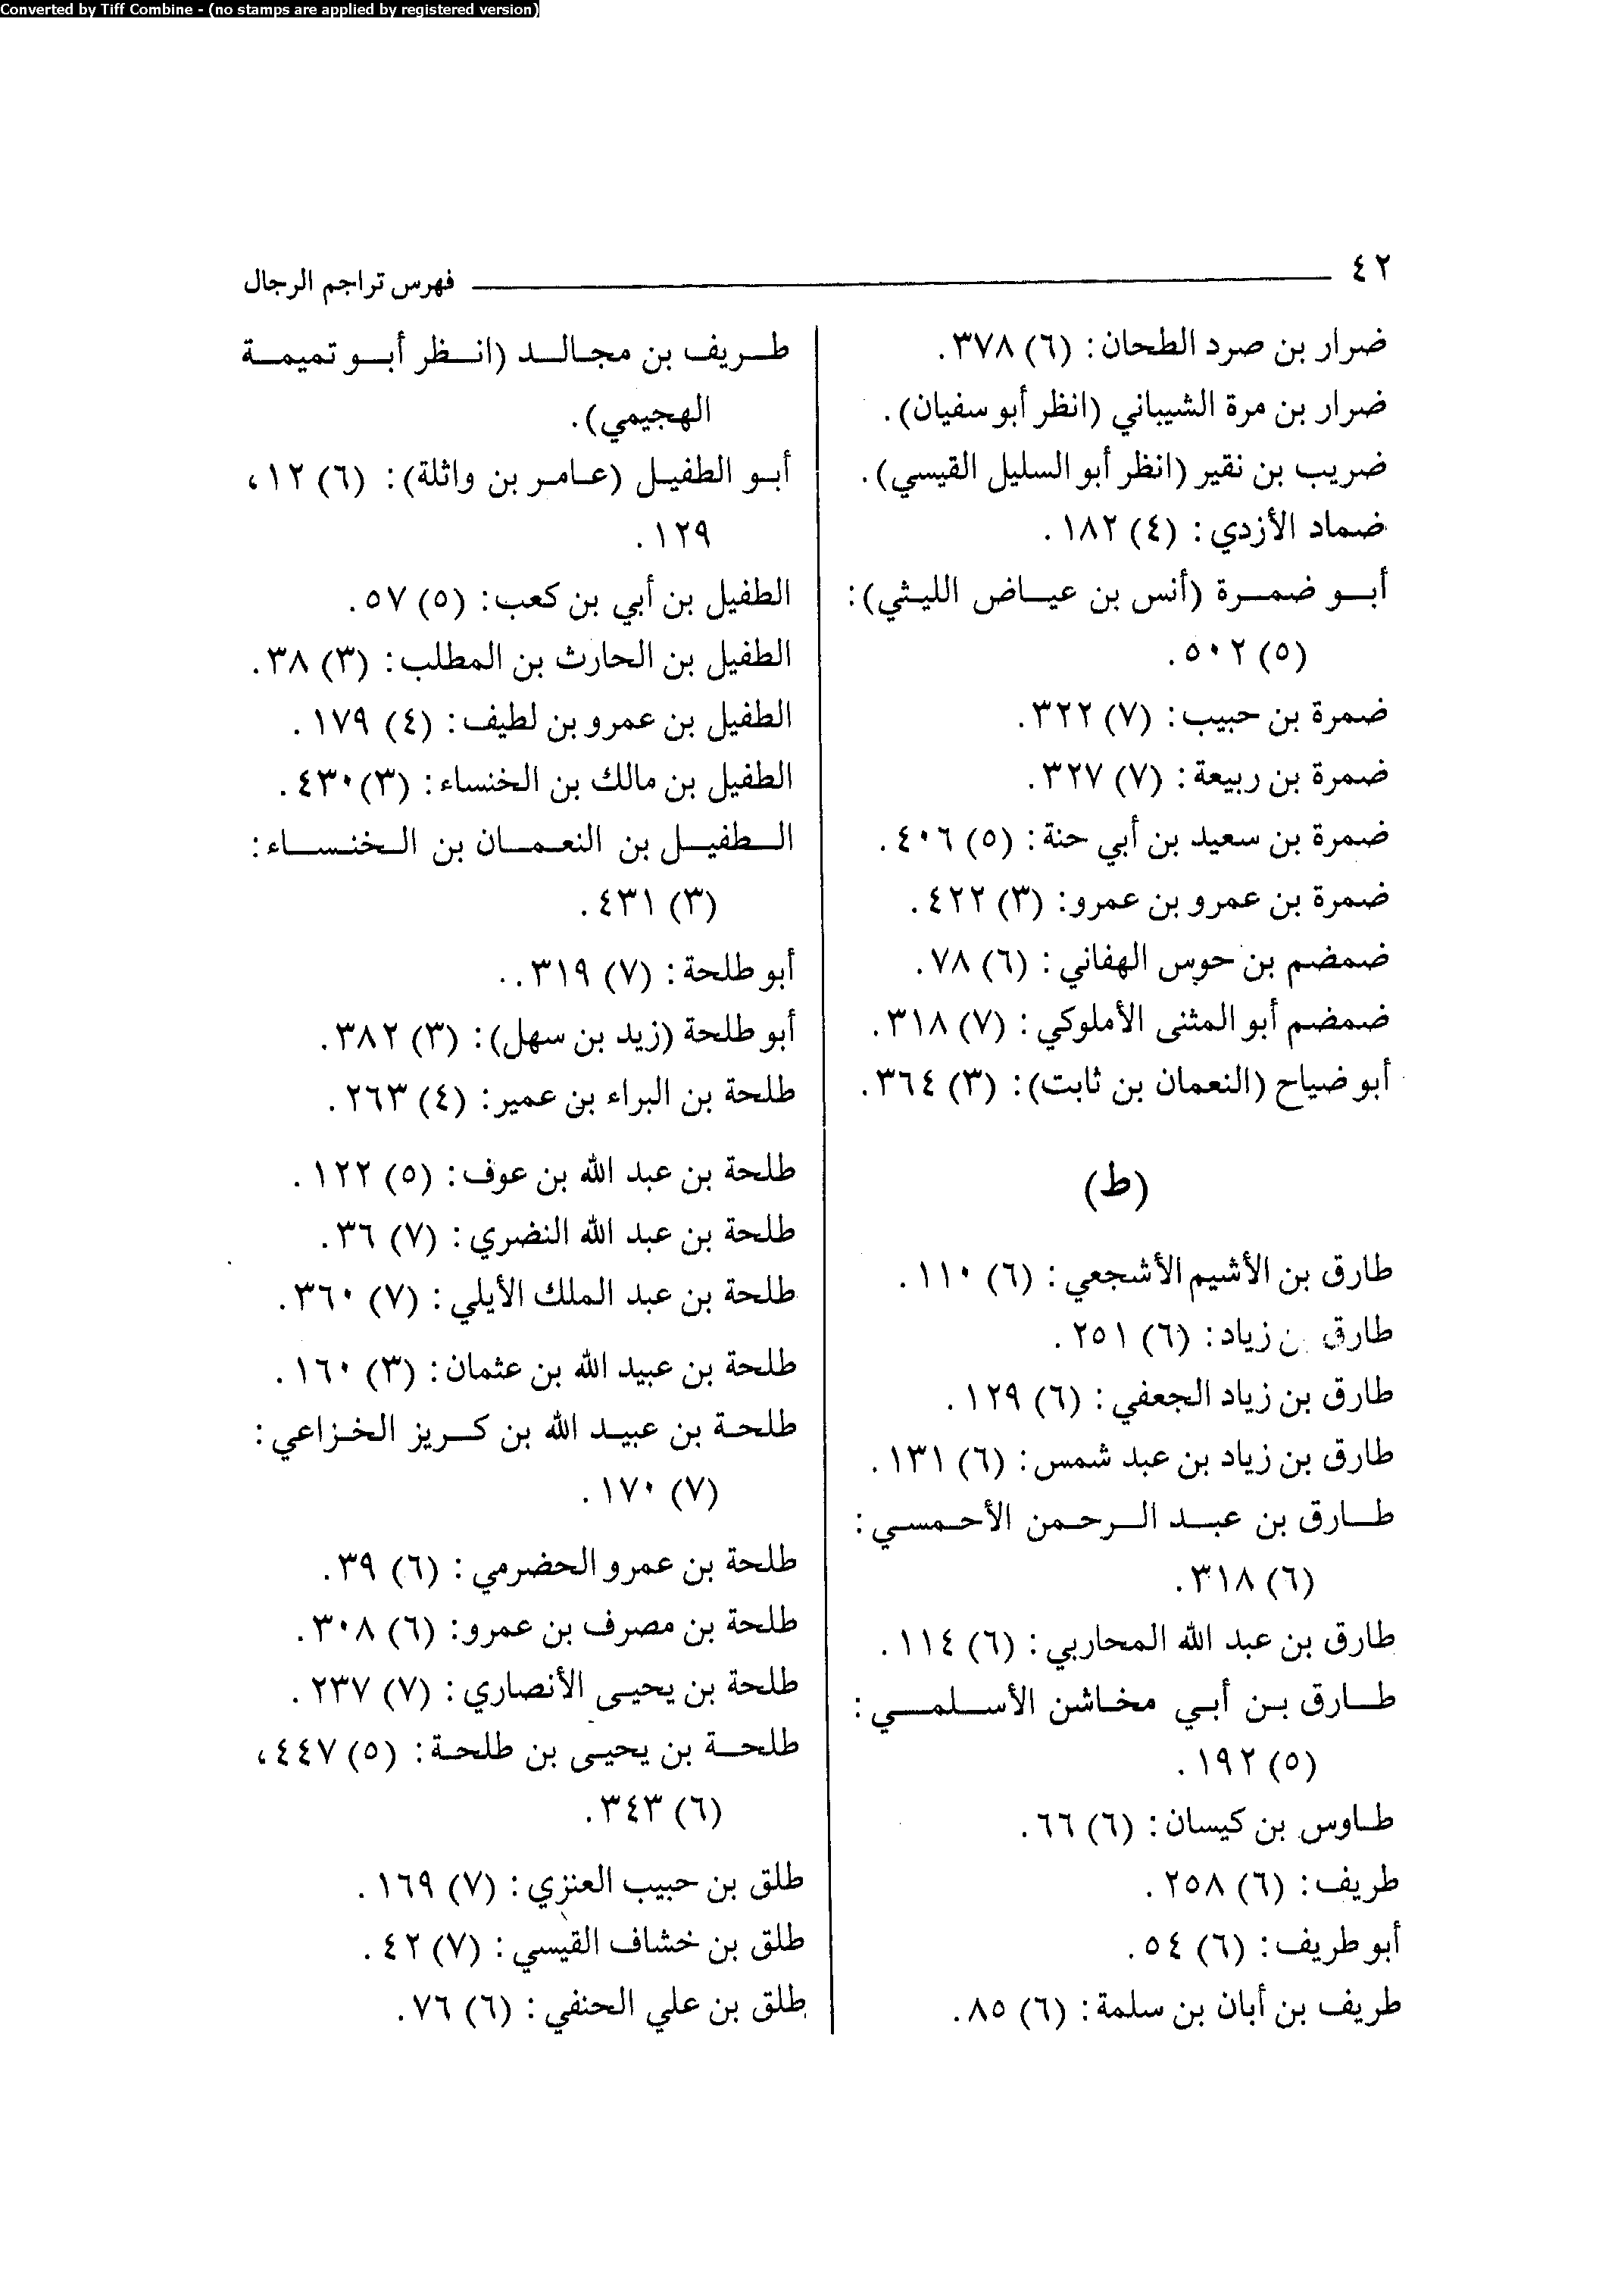 Converted by Tiff Combine - (no stamps are applied by registered version)
٤٢
فهرس تراجم الرجال
ضرار بن صرد الطحان: (٦) ٣٧٨.
ضرار بن مرة الشيباني (انظر أبو سفيان).
ضريب بن نقير (انظر أبو السليل القيسي).
ضماد الأزدي: (٤) ١٨٢.
أبو ضمرة (أنس بن عياض الليثي):
(٥) ٥٠٢.
ضمرة بن حبيب: (٧) ٣٢٢.
ضمرة بن ربيعة: (٧) ٣٢٧.
ضمرة بن سعيد بن أبي حنة: (٥) ٤٠٦.
ضمرة بن عمرو بن عمرو: (٣) ٤٢٢.
ضمضم بن حوس الهفاني: (٦) ٧٨.
ضمضم أبو المثنى الأملوكي: (٧) ٣١٨.
أبو ضياح (النعمان بن ثابت): (٣) ٣٦٤.
(ط)
طارق بن الأشيم الأشجعي: (٦) ١١٠.
طارق بن زياد: (٦) ٢٥١.
طارق بن زياد الجعفي: (٦) ١٢٩.
طارق بن زياد بن عبد شمس: (٦) ١٣١.
طارق بن عبد الرحمن الأحمسي:
(٦) ٣١٨.
طارق بن عبد الله المحاربي: (٦) ١١٤.
طارق بن أبي مخاشن الأسلمي:
(٥) ١٩٢.
طاوس بن كيسان: (٦) ٦٦.
طريف: (٦) ٢٥٨.
أبو طريف: (٦) ٥٤.
طريف بن أبان بن سلمة: (٦) ٨٥.
طريف بن مجالد (انظر أبو تميمة
الهجيمي).
أبو الطفيل (عامر بن واثلة): (٦) ١٢،
١٢٩.
الطفيل بن أبي بن كعب: (٥) ٥٧.
الطفيل بن الحارث بن المطلب: (٣) ٣٨.
الطفيل بن عمرو بن لطيف: (٤) ١٧٩.
الطفيل بن مالك بن الخنساء: (٣) ٤٣٠.
الطفيل بن النعمان بن الخنساء:
(٣) ٤٣١.
أبو طلحة: (٧) ٣١٩.
أبو طلحة (زيد بن سهل): (٣) ٣٨٢.
طلحة بن البراء بن عمير: (٤) ٢٦٣.
طلحة بن عبد الله بن عوف: (٥) ١٢٢.
طلحة بن عبد الله النضري: (٧) ٣٦.
طلحة بن عبد الملك الأيلي: (٧) ٣٦٠.
طلحة بن عبيد الله بن عثمان: (٣) ١٦٠.
طلحة بن عبيد الله بن كريز الخزاعي:
(٧) ١٧٠.
طلحة بن عمرو الحضرمي: (٦) ٣٩.
طلحة بن مصرف بن عمرو: (٦) ٣٠٨.
طلحة بن يحيى الأنصاري: (٧) ٢٣٧.
طلحة بن يحيى بن طلحة: (٥) ٤٤٧،
(٦) ٣٤٣.
طلق بن حبيب العنزي: (٧) ١٦٩.
طلق بن خشاف القيسي: (٧) ٤٢.
طلق بن علي الحنفي: (٦) ٧٦.